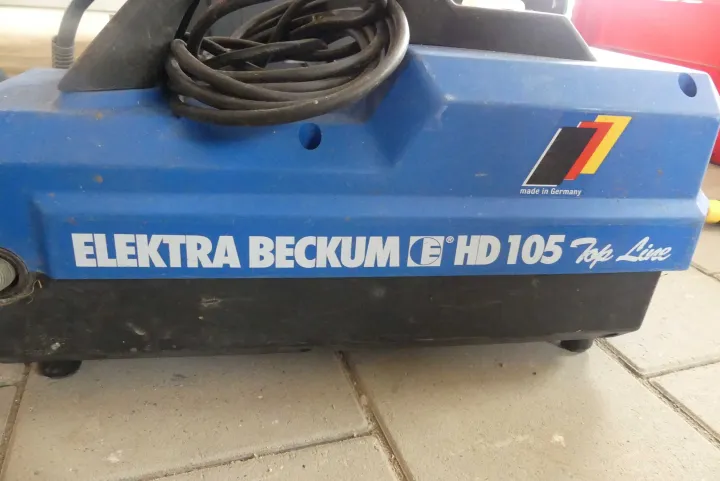 made in Germany
ELEKTRA BECKUM E® HD 105 Top Line